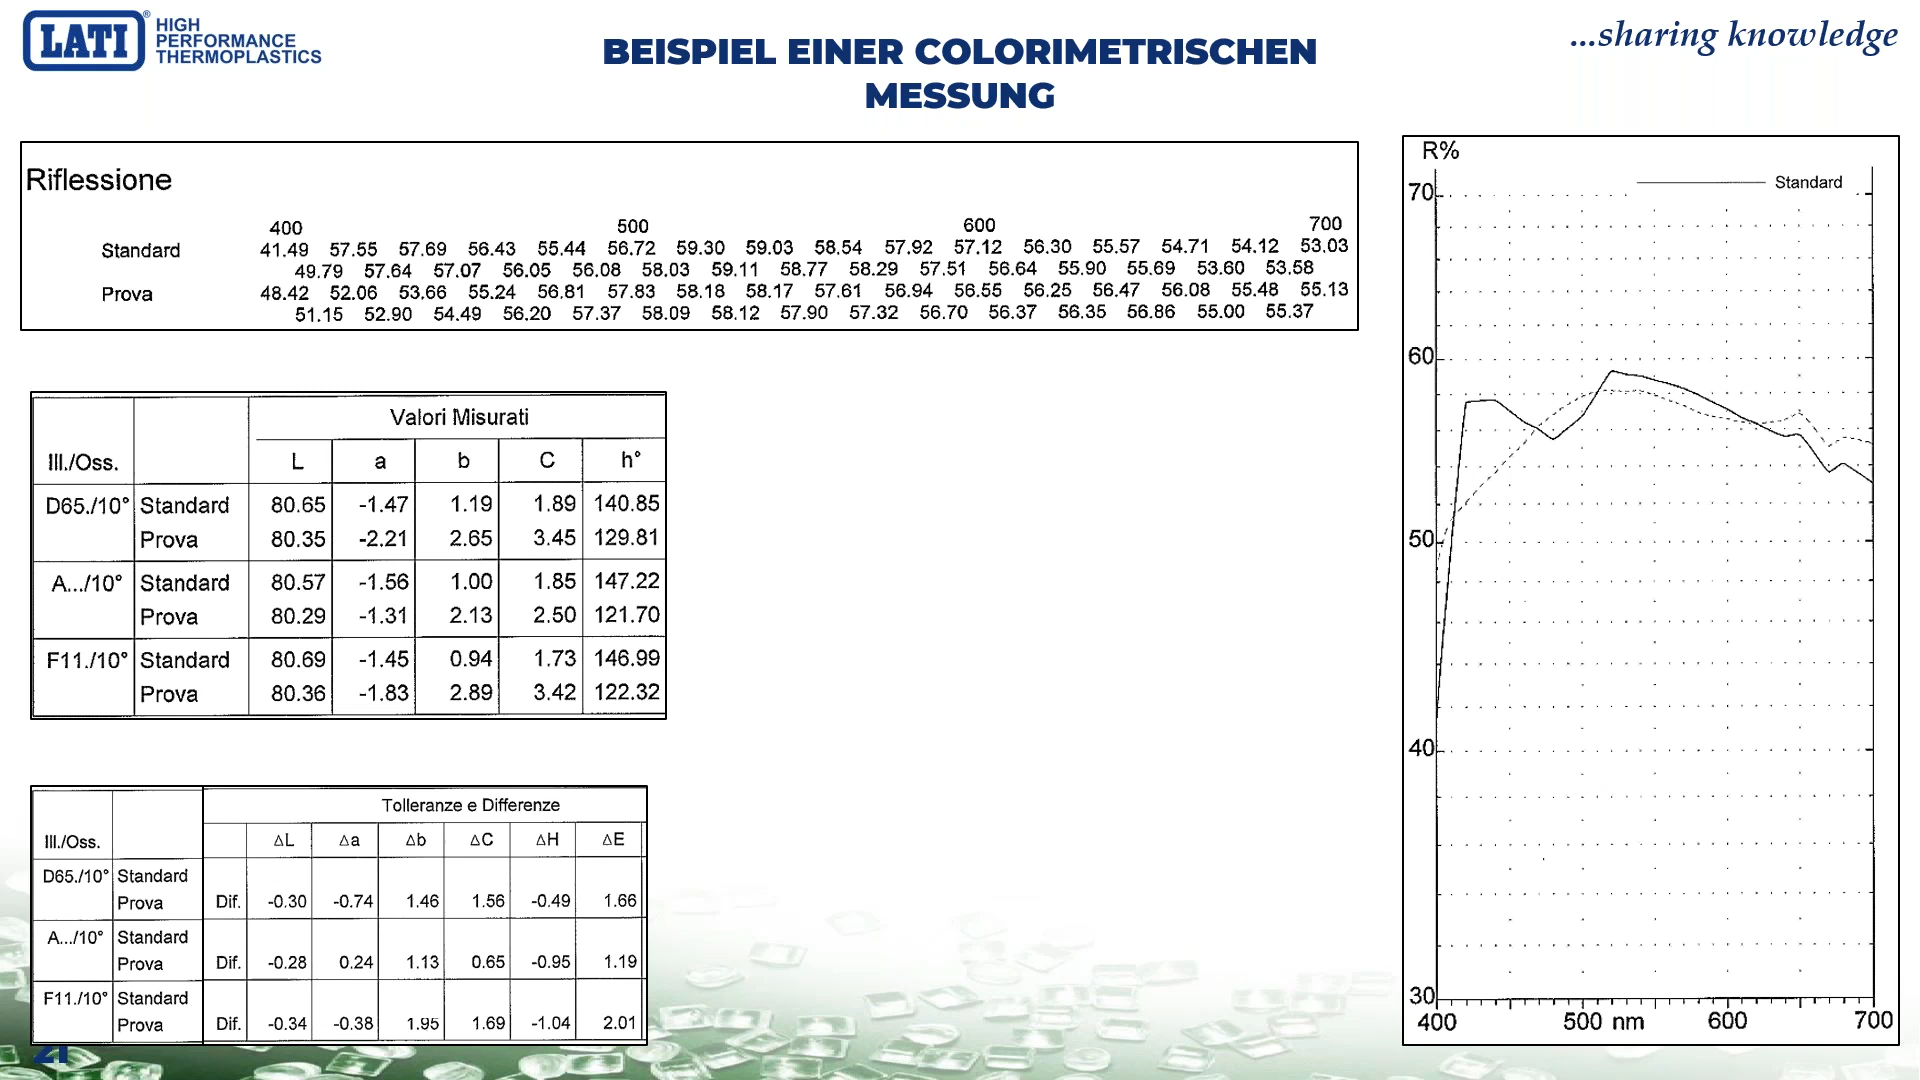 LATI® HIGH
PERFORMANCE
THERMOPLASTICS
...sharing knowledge
BEISPIEL EINER COLORIMETRISCHEN
MESSUNG
Riflessione
400 500 600 700
Standard 41.49 57.55 57.69 56.43 55.44 56.72 59.30 59.03 58.54 57.92 57.12 56.30 55.57 54.71 54.12 53.03
49.79 57.64 57.07 56.05 56.08 58.03 59.11 58.77 58.29 57.51 56.64 55.90 55.69 53.60 53.58
Prova 48.42 52.06 53.66 55.24 56.81 57.83 58.18 58.17 57.61 56.94 56.55 56.25 56.47 56.08 55.48 55.13
51.15 52.90 54.49 56.20 57.37 58.09 58.12 57.90 57.32 56.70 56.37 56.35 56.86 55.00 55.37
Valori Misurati
Ill./Oss. L a b C h°
D65./10° Standard 80.65 -1.47 1.19 1.89 140.85
Prova 80.35 -2.21 2.65 3.45 129.81
A.../10° Standard 80.57 -1.56 1.00 1.85 147.22
Prova 80.29 -1.31 2.13 2.50 121.70
F11./10° Standard 80.69 -1.45 0.94 1.73 146.99
Prova 80.36 -1.83 2.89 3.42 122.32
Tolleranze e Differenze
Ill./Oss. ΔL Δa Δb ΔC ΔH ΔE
D65./10° Standard
Prova Dif. -0.30 -0.74 1.46 1.56 -0.49 1.66
A.../10° Standard
Prova Dif. -0.28 0.24 1.13 0.65 -0.95 1.19
F11./10° Standard
Prova Dif. -0.34 -0.38 1.95 1.69 -1.04 2.01
21
R%
Standard
70
60
50
40
30
400 500 nm 600 700